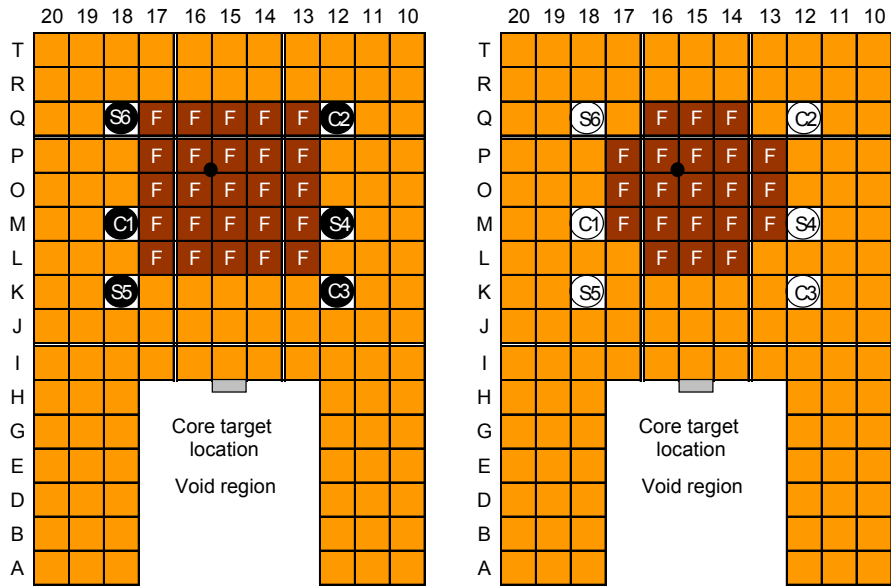 20 19 18 17 16 15 14 13 12 11 10 20 19 18 17 16 15 14 13 12 11 10
T T
R R
Q S6 F F F F F C2 Q S6 F F F C2
P F F F F F P F F F F F
O F F F F F O F F F F F
M C1 F F F F F S4 M C1 F F F F F S4
L F F F F F L F F F
K S5 C3 K S5 C3
J J
I I
H H
G Core target G Core target
location location
E E
Void region Void region
D D
B B
A A